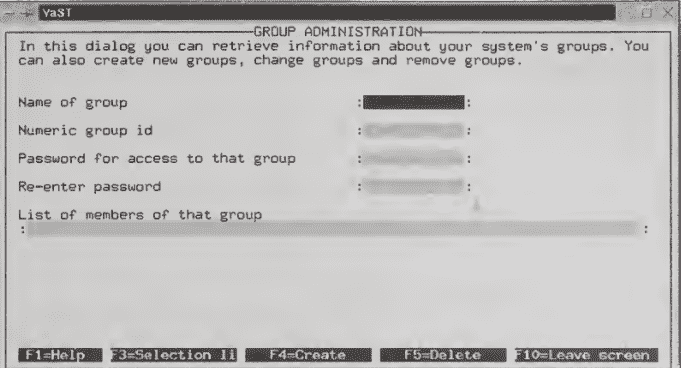 YaST
GROUP ADMINISTRATION
In this dialog you can retrieve information about your system's groups. You
can also create new groups, change groups and remove groups.
Name of group : :
Numeric group id : :
Password for access to that group : :
Re-enter password : :
List of members of that group
: :
F1=Help F3=Selection li F4=Create F5=Delete F10=Leave screen